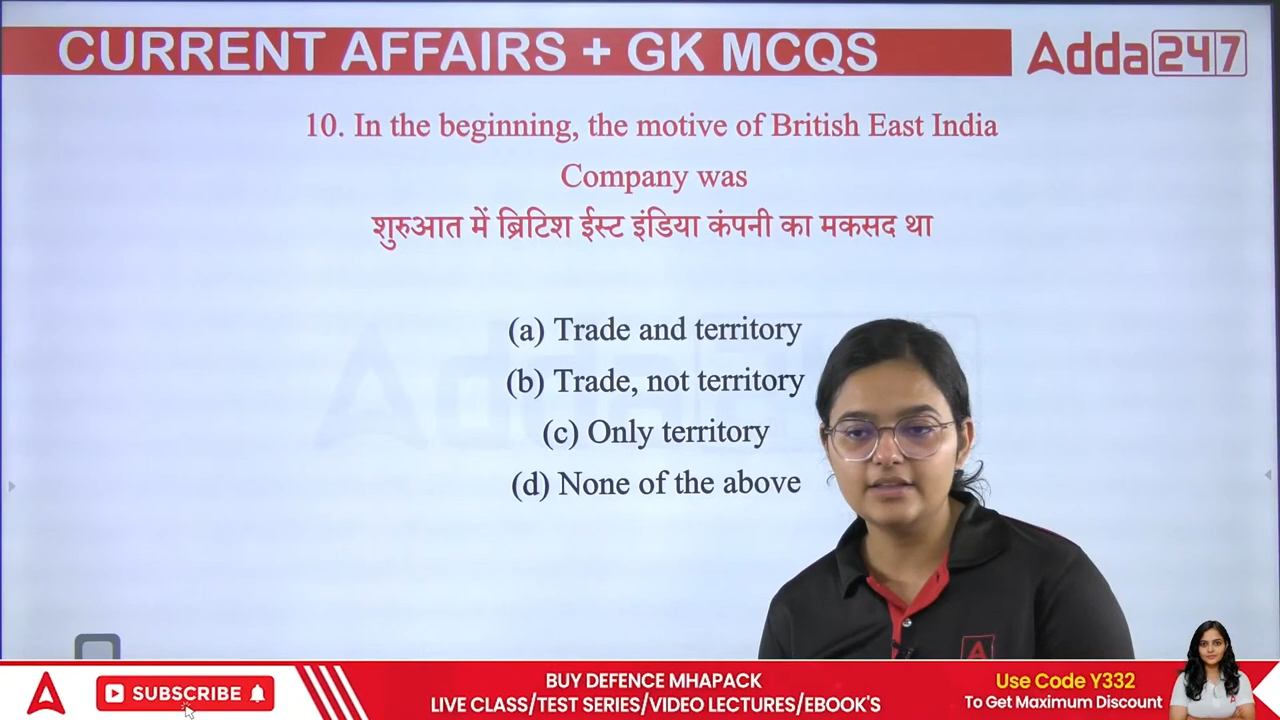 CURRENT AFFAIRS + GK MCQS
Adda247
10. In the beginning, the motive of British East India
Company was
शुरुआत में ब्रिटिश ईस्ट इंडिया कंपनी का मकसद था
(a) Trade and territory
(b) Trade, not territory
(c) Only territory
(d) None of the above
SUBSCRIBE
BUY DEFENCE MHAPACK
LIVE CLASS/TEST SERIES/VIDEO LECTURES/EBOOK'S
Use Code Y332
To Get Maximum Discount